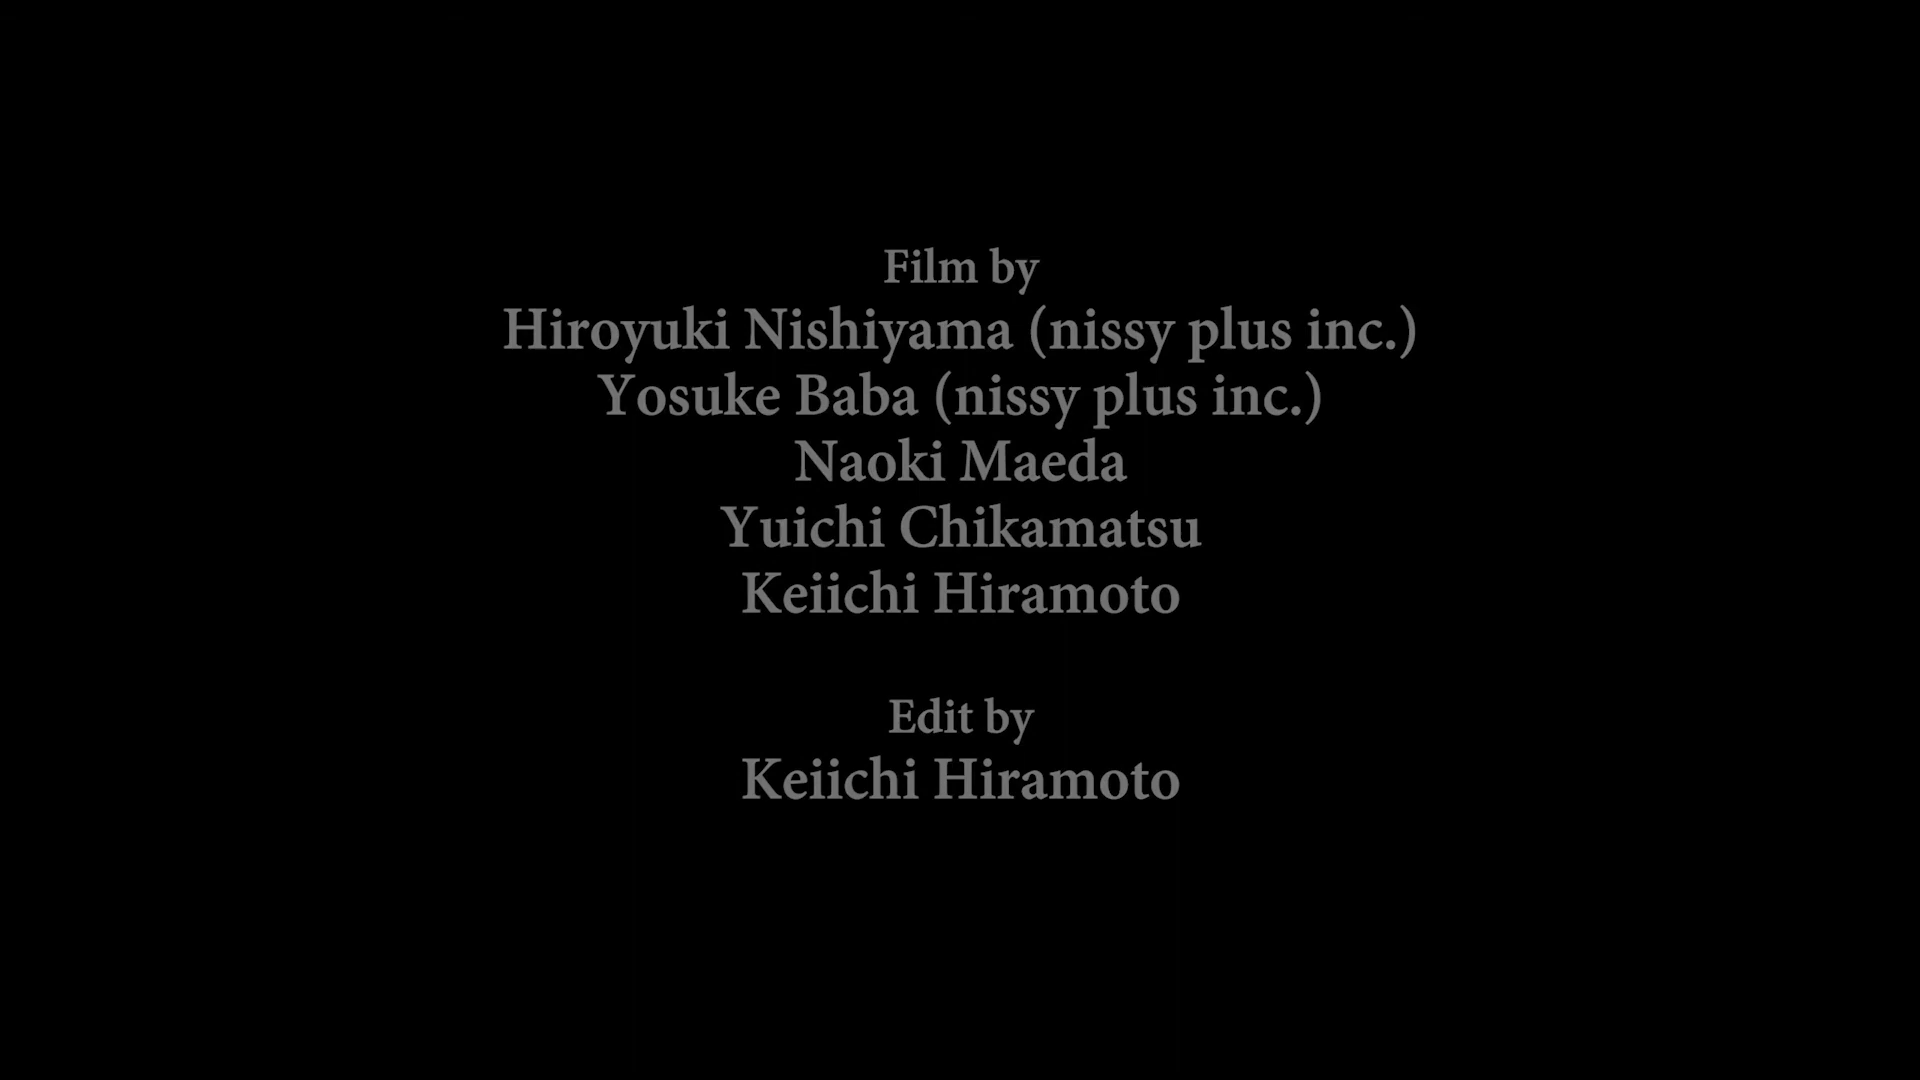 Film by
Hiroyuki Nishiyama (nissy plus inc.)
Yosuke Baba (nissy plus inc.)
Naoki Maeda
Yuichi Chikamatsu
Keiichi Hiramoto
Edit by
Keiichi Hiramoto